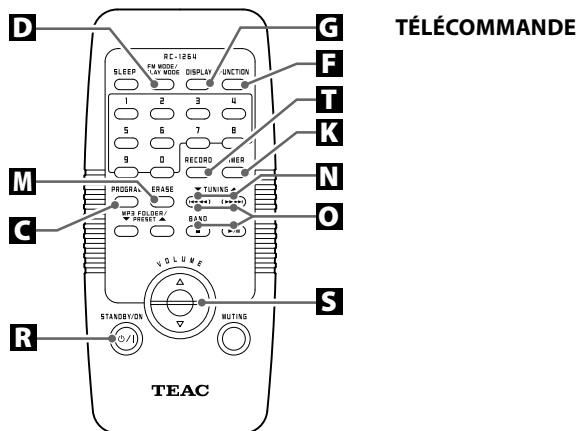 TÉLÉCOMMANDE
D
G
RC-1264
SLEEP FM MODE/ PLAY MODE DISPLAY FUNCTION
F
1 2 3 4
T
5 6 7 8
K
9 0 RECORD TIMER
M
N
PROGRAM ERASE TUNING
C
O
MP3 FOLDER/ PRESET BAND
VOLUME
S
STANDBY/ON MUTING
R
TEAC